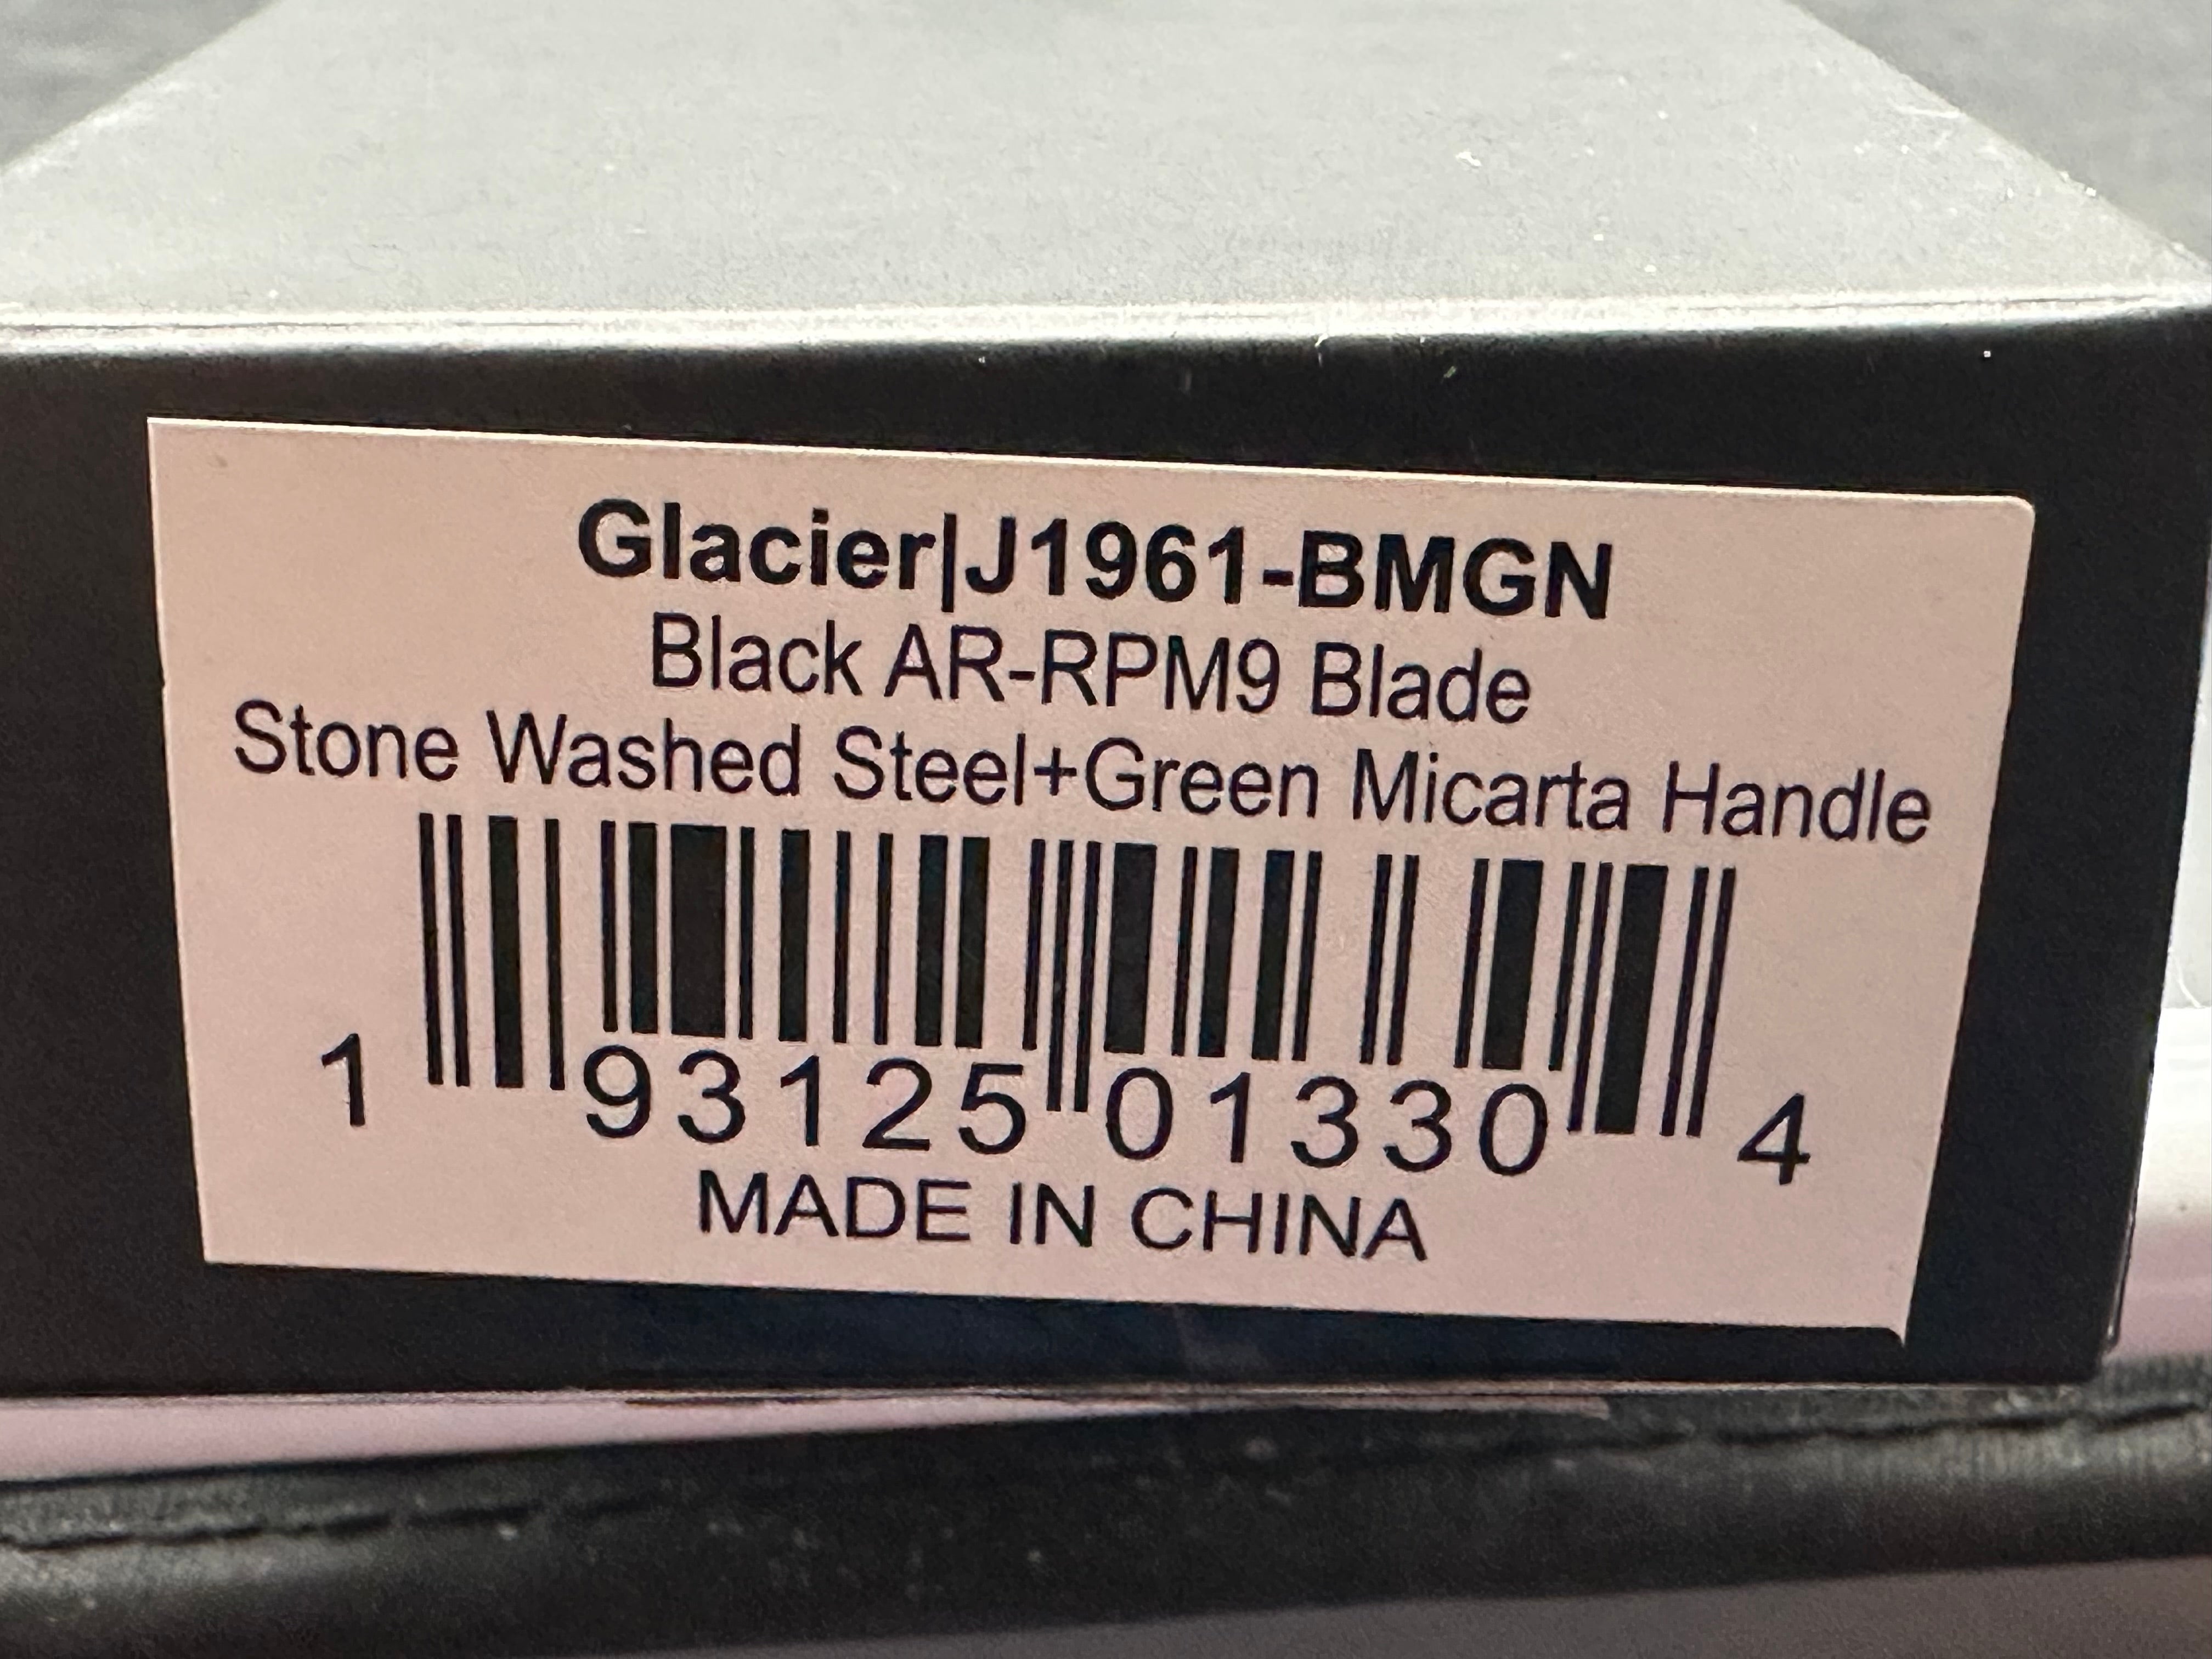 Glacier|J1961-BMGN
Black AR-RPM9 Blade
Stone Washed Steel+Green Micarta Handle
1 93125 01330 4
MADE IN CHINA